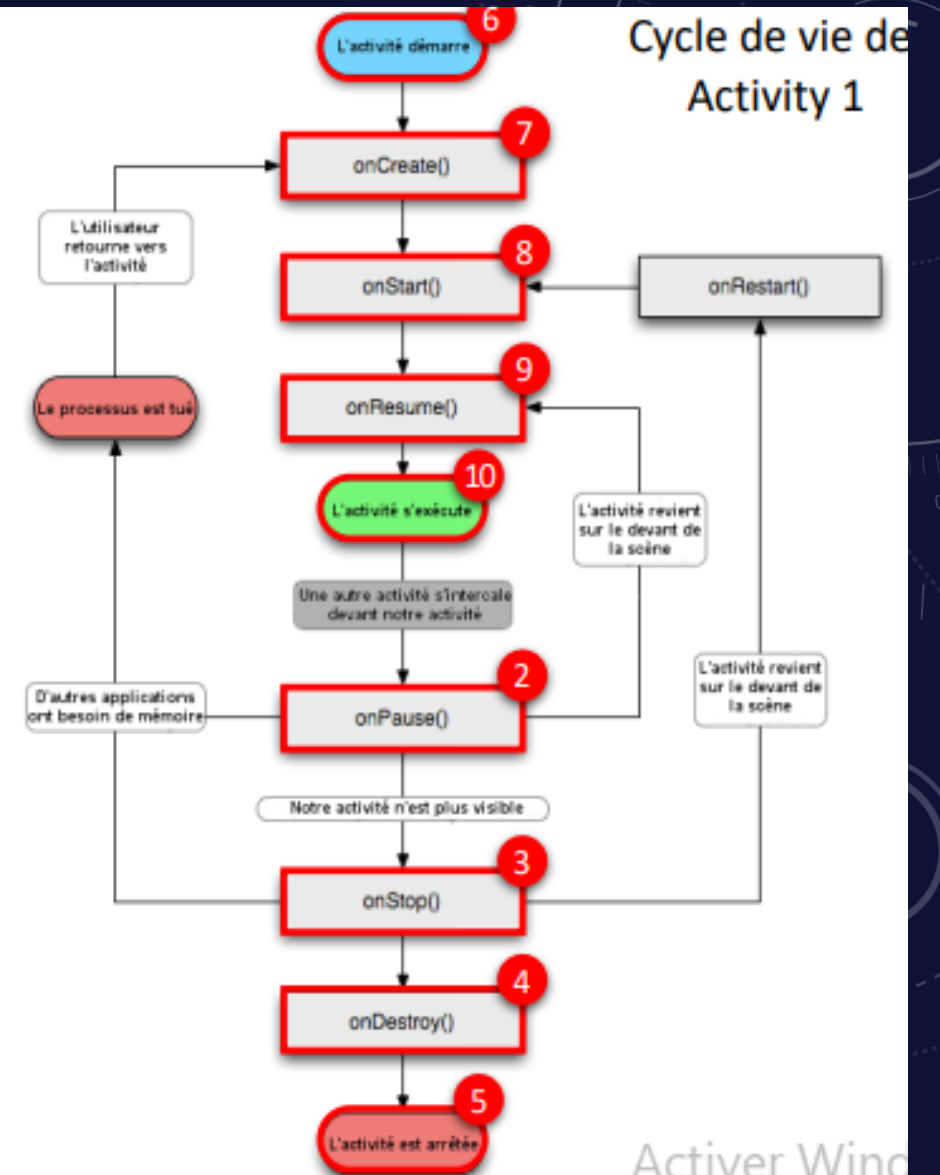 Cycle de vie de
Activity 1
6
L'activité démarre
7
onCreate()
L'utilisateur
retourne vers
l'activité
8
onStart()
onRestart()
9
onResume()
Le processus est tué
10
L'activité s'exécute
L'activité revient
sur le devant de
la scène
Une autre activité s'intercale
devant notre activité
2
onPause()
L'activité revient
sur le devant de
la scène
D'autres applications
ont besoin de mémoire
Notre activité n'est plus visible
3
onStop()
4
onDestroy()
5
L'activité est arrêtée
Activer Wind